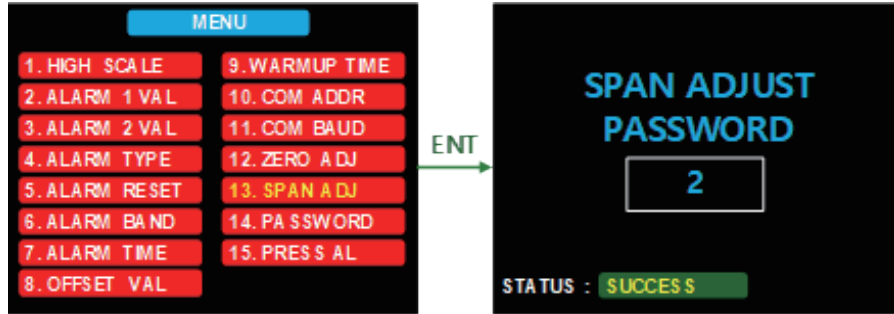 MENU
1. HIGH SCALE
2. ALARM 1 VAL
3. ALARM 2 VAL
4. ALARM TYPE
5. ALARM RESET
6. ALARM BAND
7. ALARM TIME
8. OFFSET VAL
9. WARMUP TIME
10. COM ADDR
11. COM BAUD
12. ZERO ADJ
13. SPAN ADJ
14. PASSWORD
15. PRESS AL
ENT
SPAN ADJUST
PASSWORD
2
STATUS : SUCCESS